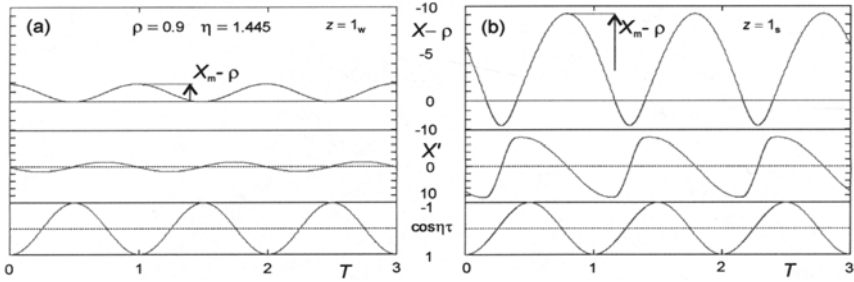 (a)
ρ = 0.9 η = 1.445
z = 1w
Xm- ρ
0 1 2 T 3
-10
X– ρ
-5
0
-10
X'
0
10
-1
cosητ
1
(b)
Xm- ρ
z = 1s
0 1 2 T 3